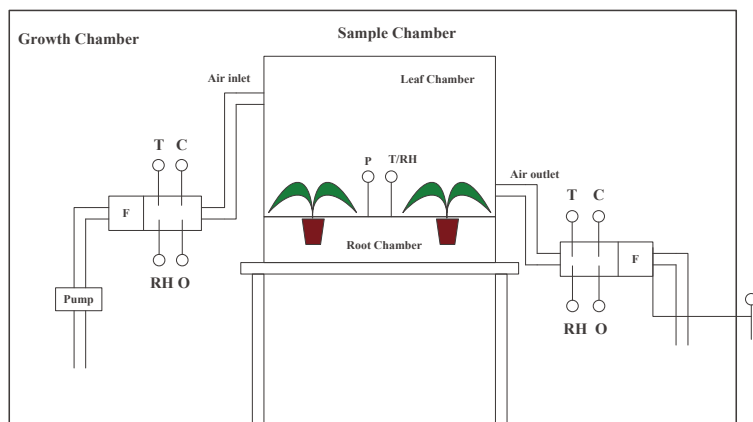 Sample Chamber
Growth Chamber
Air inlet
Leaf Chamber
T C
P T/RH
Air outlet
T C
F
Root Chamber
F
RH O
Pump
RH O